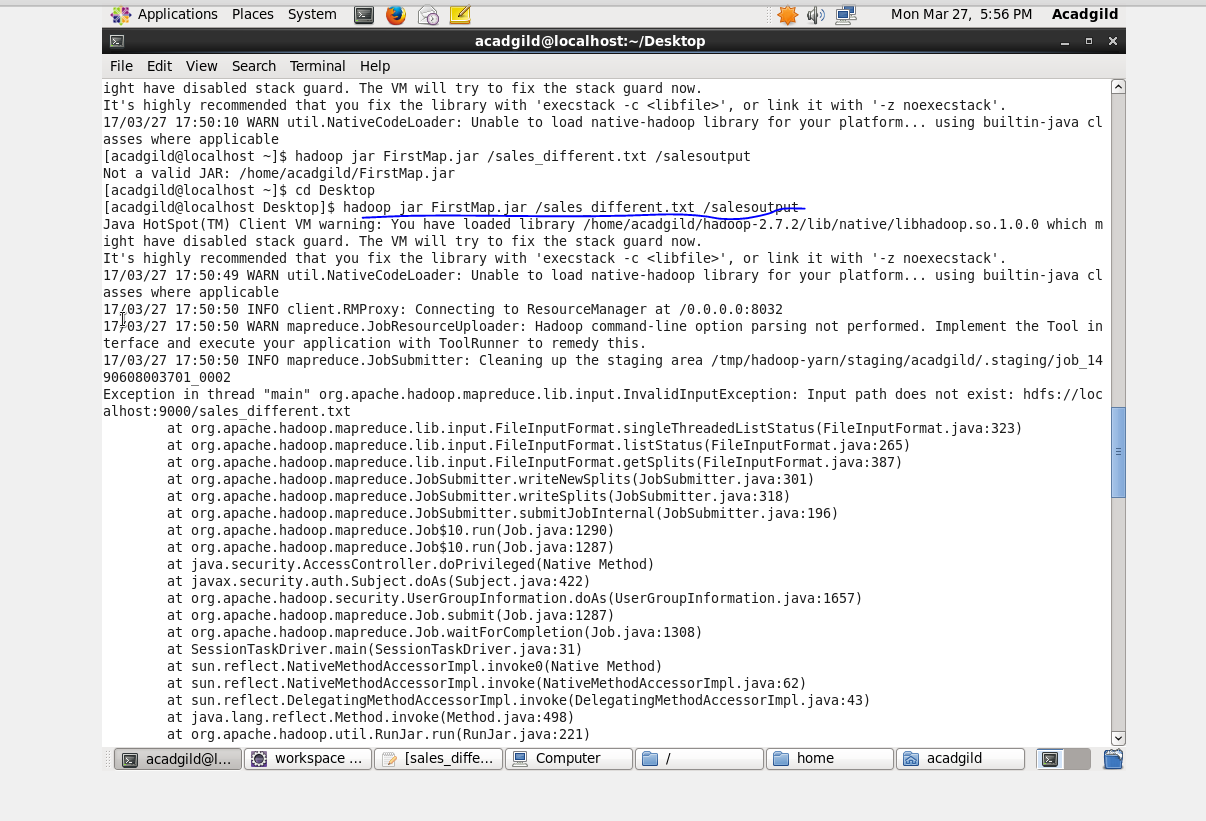 Applications Places System Mon Mar 27, 5:56 PM Acadgild
acadgild@localhost:~/Desktop
File Edit View Search Terminal Help
ight have disabled stack guard. The VM will try to fix the stack guard now.
It's highly recommended that you fix the library with 'execstack -c <libfile>', or link it with '-z noexecstack'.
17/03/27 17:50:10 WARN util.NativeCodeLoader: Unable to load native-hadoop library for your platform... using builtin-java cl
asses where applicable
[acadgild@localhost ~]$ hadoop jar FirstMap.jar /sales_different.txt /salesoutput
Not a valid JAR: /home/acadgild/FirstMap.jar
[acadgild@localhost ~]$ cd Desktop
[acadgild@localhost Desktop]$ hadoop jar FirstMap.jar /sales_different.txt /salesoutput
Java HotSpot(TM) Client VM warning: You have loaded library /home/acadgild/hadoop-2.7.2/lib/native/libhadoop.so.1.0.0 which m
ight have disabled stack guard. The VM will try to fix the stack guard now.
It's highly recommended that you fix the library with 'execstack -c <libfile>', or link it with '-z noexecstack'.
17/03/27 17:50:49 WARN util.NativeCodeLoader: Unable to load native-hadoop library for your platform... using builtin-java cl
asses where applicable
17/03/27 17:50:50 INFO client.RMProxy: Connecting to ResourceManager at /0.0.0.0:8032
17/03/27 17:50:50 WARN mapreduce.JobResourceUploader: Hadoop command-line option parsing not performed. Implement the Tool in
terface and execute your application with ToolRunner to remedy this.
17/03/27 17:50:50 INFO mapreduce.JobSubmitter: Cleaning up the staging area /tmp/hadoop-yarn/staging/acadgild/.staging/job_14
90608003701_0002
Exception in thread "main" org.apache.hadoop.mapreduce.lib.input.InvalidInputException: Input path does not exist: hdfs://loc
alhost:9000/sales_different.txt
at org.apache.hadoop.mapreduce.lib.input.FileInputFormat.singleThreadedListStatus(FileInputFormat.java:323)
at org.apache.hadoop.mapreduce.lib.input.FileInputFormat.listStatus(FileInputFormat.java:265)
at org.apache.hadoop.mapreduce.lib.input.FileInputFormat.getSplits(FileInputFormat.java:387)
at org.apache.hadoop.mapreduce.JobSubmitter.writeNewSplits(JobSubmitter.java:301)
at org.apache.hadoop.mapreduce.JobSubmitter.writeSplits(JobSubmitter.java:318)
at org.apache.hadoop.mapreduce.JobSubmitter.submitJobInternal(JobSubmitter.java:196)
at org.apache.hadoop.mapreduce.Job$10.run(Job.java:1290)
at org.apache.hadoop.mapreduce.Job$10.run(Job.java:1287)
at java.security.AccessController.doPrivileged(Native Method)
at javax.security.auth.Subject.doAs(Subject.java:422)
at org.apache.hadoop.security.UserGroupInformation.doAs(UserGroupInformation.java:1657)
at org.apache.hadoop.mapreduce.Job.submit(Job.java:1287)
at org.apache.hadoop.mapreduce.Job.waitForCompletion(Job.java:1308)
at SessionTaskDriver.main(SessionTaskDriver.java:31)
at sun.reflect.NativeMethodAccessorImpl.invoke0(Native Method)
at sun.reflect.NativeMethodAccessorImpl.invoke(NativeMethodAccessorImpl.java:62)
at sun.reflect.DelegatingMethodAccessorImpl.invoke(DelegatingMethodAccessorImpl.java:43)
at java.lang.reflect.Method.invoke(Method.java:498)
at org.apache.hadoop.util.RunJar.run(RunJar.java:221)
acadgild@l... workspace ... [sales_diffe... Computer / home acadgild